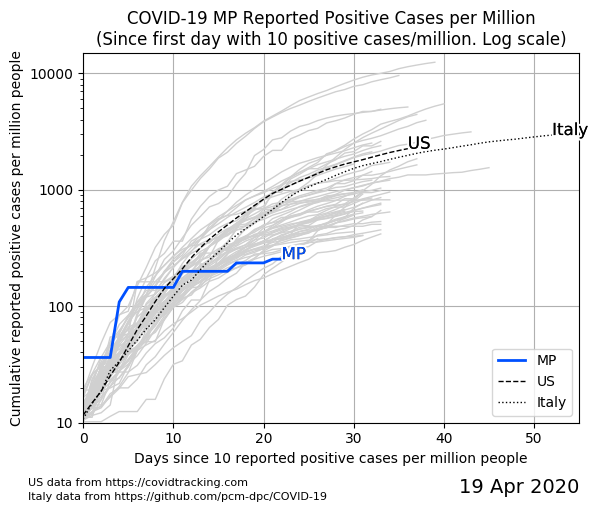 COVID-19 MP Reported Positive Cases per Million
(Since first day with 10 positive cases/million. Log scale)
Cumulative reported positive cases per million people
10000
1000
100
10
US
Italy
MP
MP
US
Italy
0
10
20
30
40
50
Days since 10 reported positive cases per million people
US data from https://covidtracking.com
Italy data from https://github.com/pcm-dpc/COVID-19
19 Apr 2020